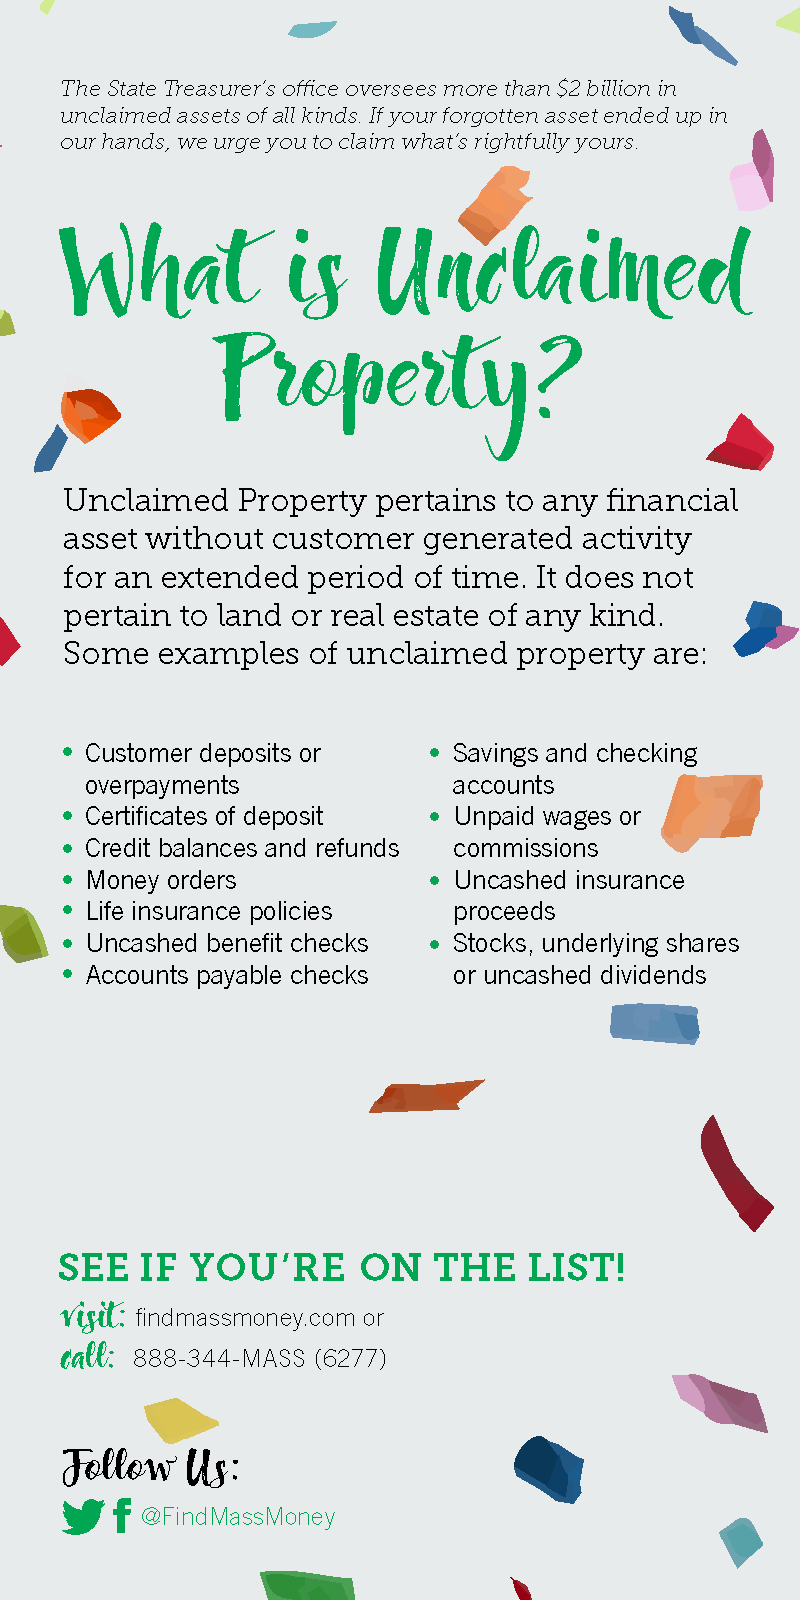 The State Treasurer’s office oversees more than $2 billion in
unclaimed assets of all kinds. If your forgotten asset ended up in
our hands, we urge you to claim what’s rightfully yours.
What is Unclaimed
Property?
Unclaimed Property pertains to any financial
asset without customer generated activity
for an extended period of time. It does not
pertain to land or real estate of any kind.
Some examples of unclaimed property are:
• Customer deposits or
overpayments
• Certificates of deposit
• Credit balances and refunds
• Money orders
• Life insurance policies
• Uncashed benefit checks
• Accounts payable checks
• Savings and checking
accounts
• Unpaid wages or
commissions
• Uncashed insurance
proceeds
• Stocks, underlying shares
or uncashed dividends
SEE IF YOU’RE ON THE LIST!
visit: findmassmoney.com or
call: 888-344-MASS (6277)
Follow Us:
@FindMassMoney